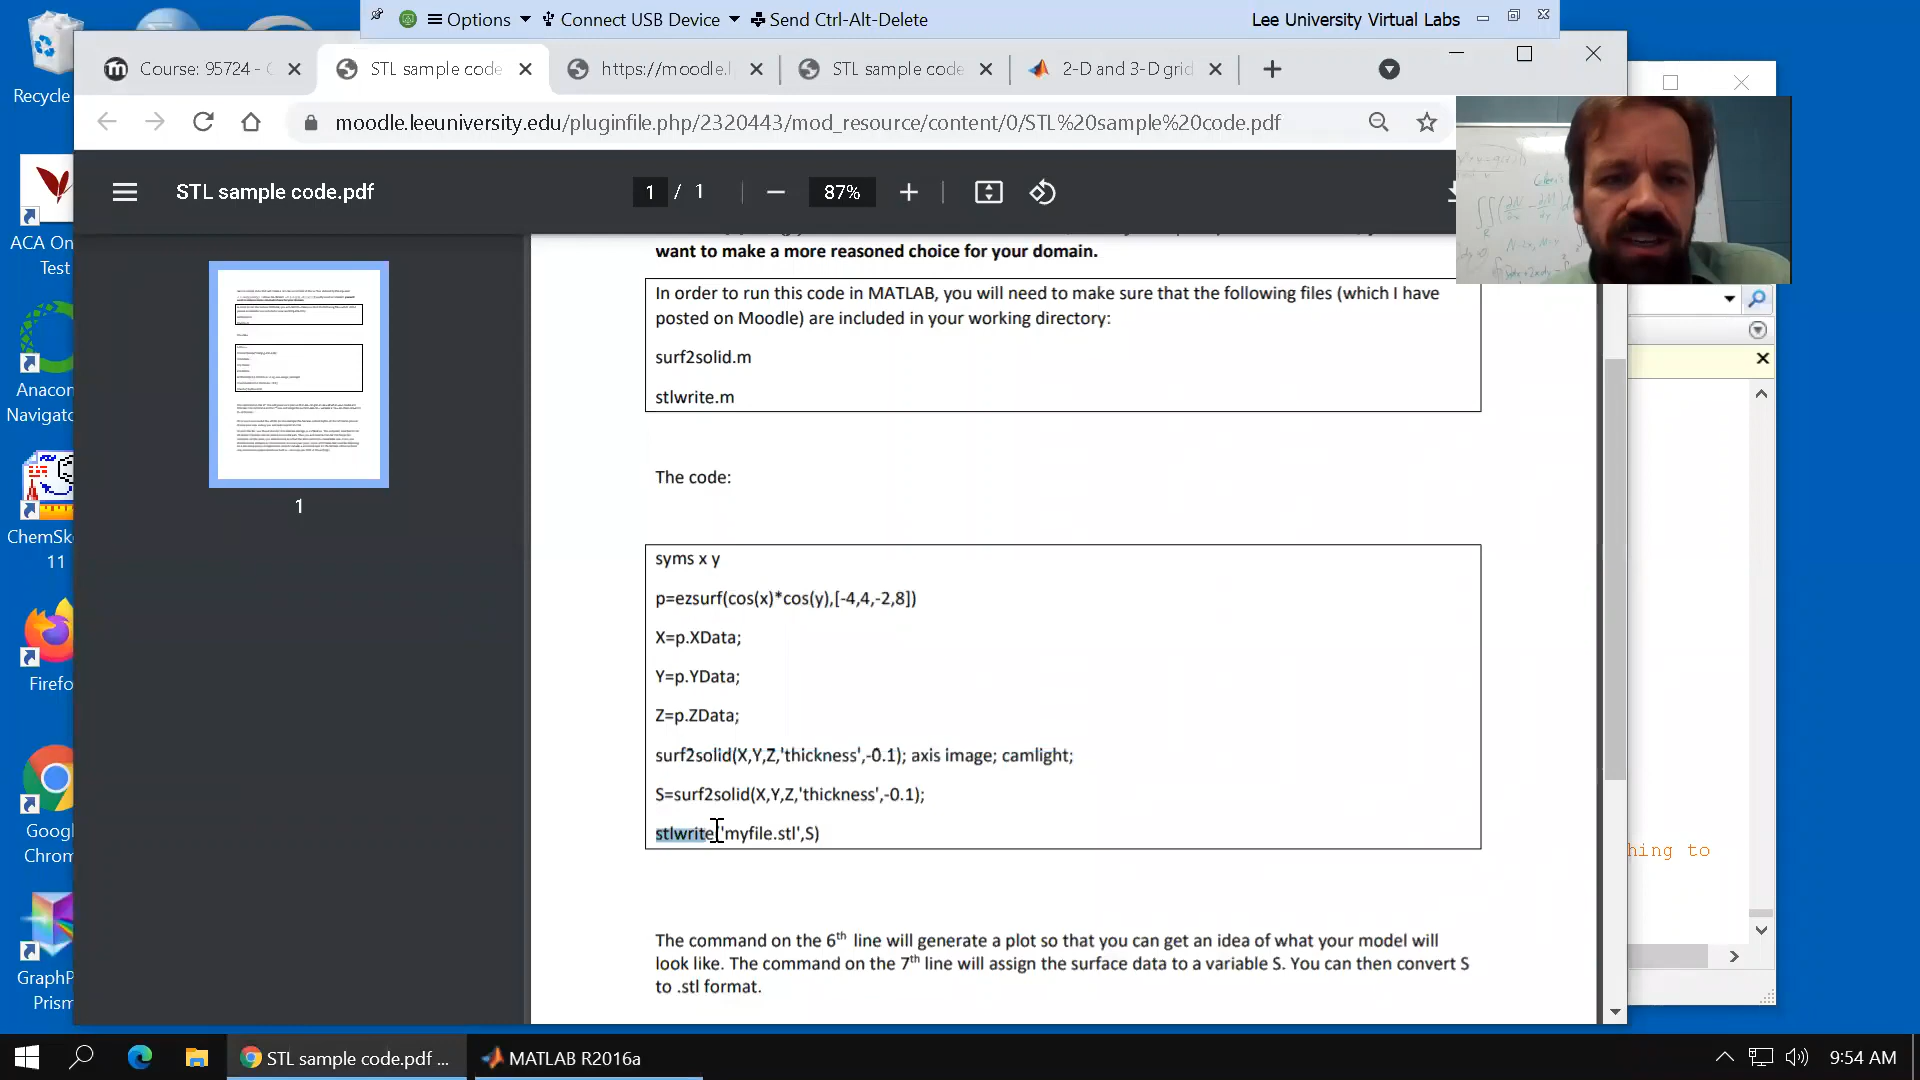 Options
Connect USB Device
Send Ctrl-Alt-Delete
Lee University Virtual Labs
Course: 95724 -
STL sample code
https://moodle.l
STL sample code
2-D and 3-D grid
moodle.leeuniversity.edu/pluginfile.php/2320443/mod_resource/content/0/STL%20sample%20code.pdf
STL sample code.pdf
1 / 1
87%
want to make a more reasoned choice for your domain.
In order to run this code in MATLAB, you will need to make sure that the following files (which I have
posted on Moodle) are included in your working directory:
surf2solid.m
stlwrite.m
The code:
syms x y
p=ezsurf(cos(x)*cos(y),[-4,4,-2,8])
X=p.XData;
Y=p.YData;
Z=p.ZData;
surf2solid(X,Y,Z,'thickness',-0.1); axis image; camlight;
S=surf2solid(X,Y,Z,'thickness',-0.1);
stlwrite('myfile.stl',S)
The command on the 6th line will generate a plot so that you can get an idea of what your model will
look like. The command on the 7th line will assign the surface data to a variable S. You can then convert S
to .stl format.
1
Recycle
ACA On
Test
Anacon
Navigato
ChemSke
11
Firefo
Googl
Chrom
GraphP
Prism
hing to
STL sample code.pdf ...
MATLAB R2016a
9:54 AM